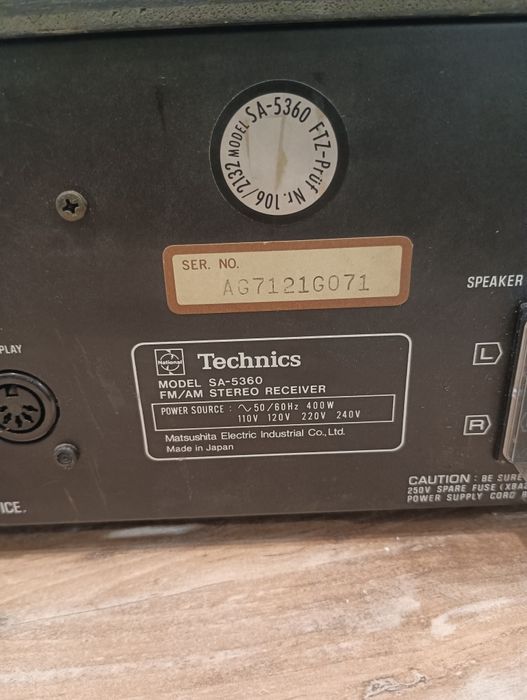 MODEL SA-5360 FTZ-Prüf Nr. 106/2132
SER. NO.
AG7121G071
SPEAKER
PLAY
L
National
Technics
MODEL SA-5360
FM/AM STEREO RECEIVER
POWER SOURCE : ∿ 50/60Hz 400W
110V 120V 220V 240V
R
Matsushita Electric Industrial Co., Ltd.
Made in Japan
CAUTION : BE SURE
250V SPARE FUSE (XBA2
POWER SUPPLY CORD
ICE.